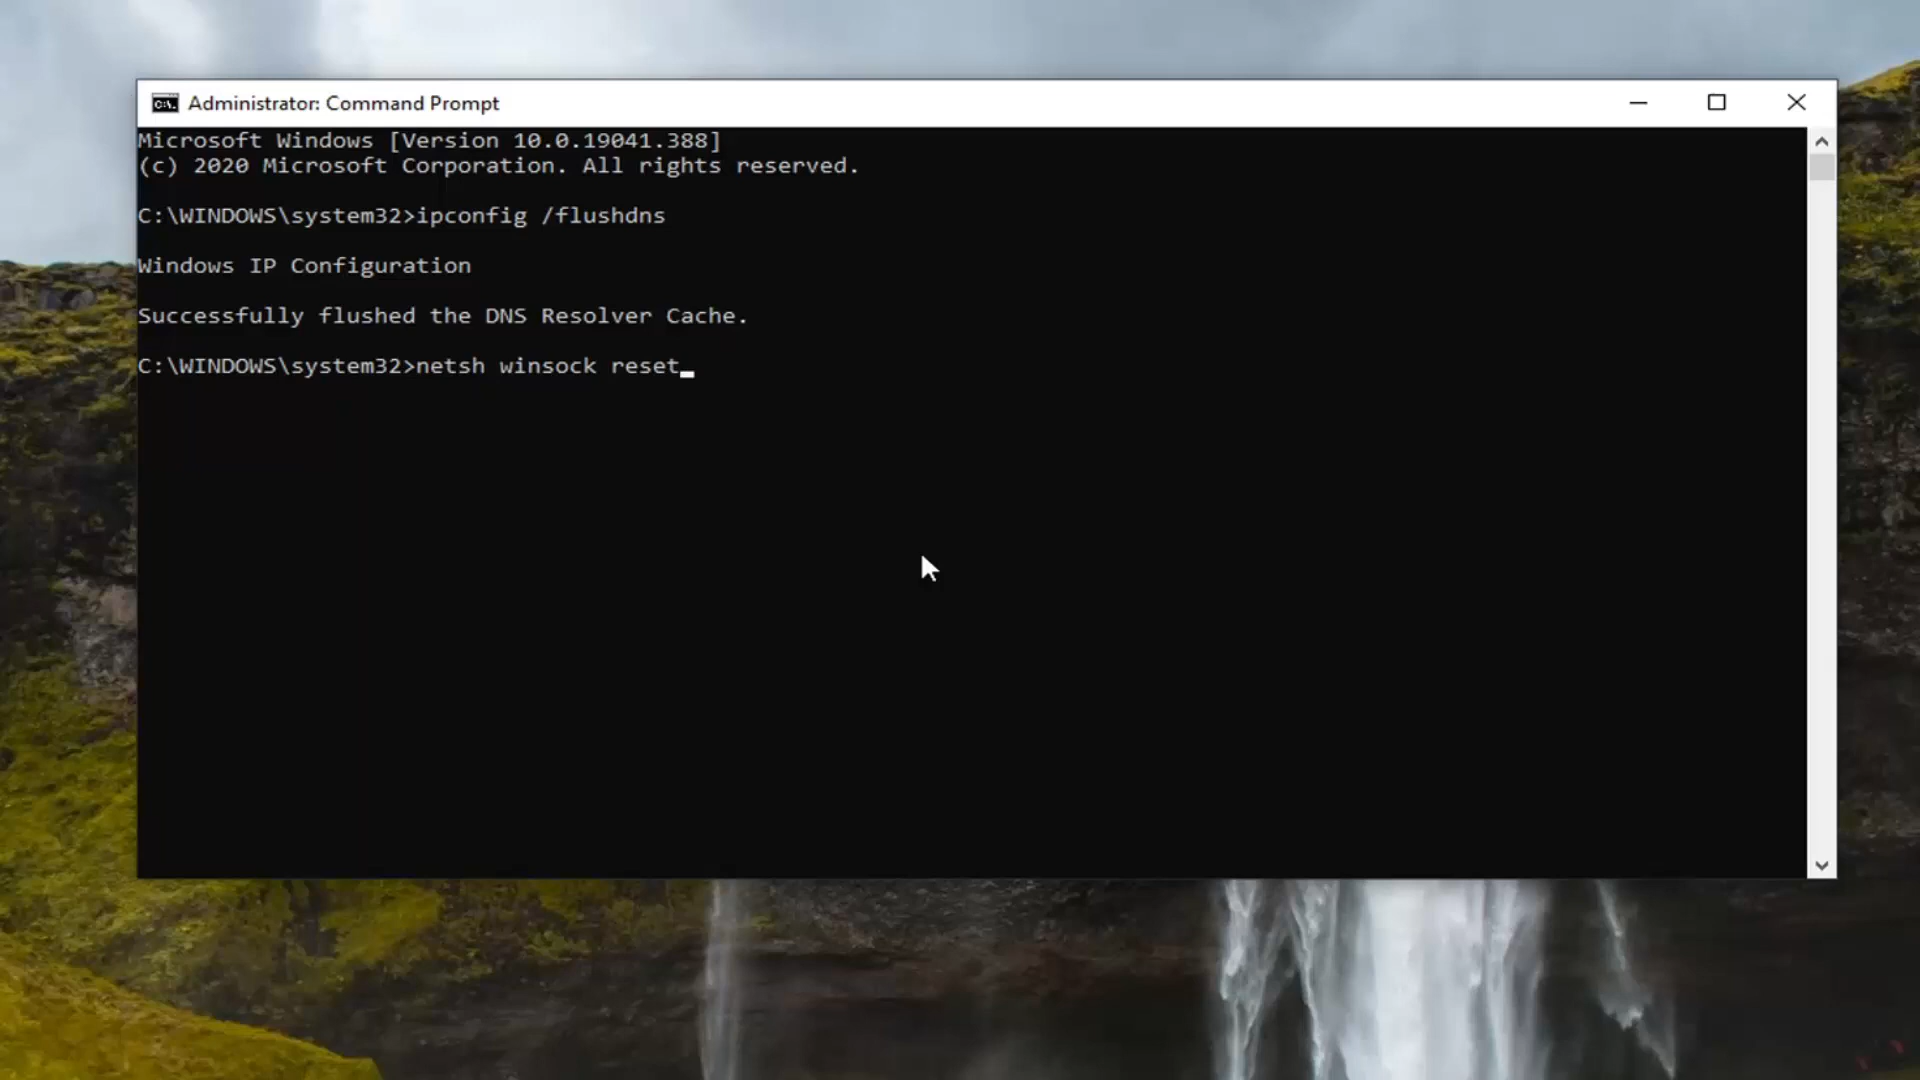 Administrator: Command Prompt
Microsoft Windows [Version 10.0.19041.388]
(c) 2020 Microsoft Corporation. All rights reserved.
C:\WINDOWS\system32>ipconfig /flushdns
Windows IP Configuration
Successfully flushed the DNS Resolver Cache.
C:\WINDOWS\system32>netsh winsock reset